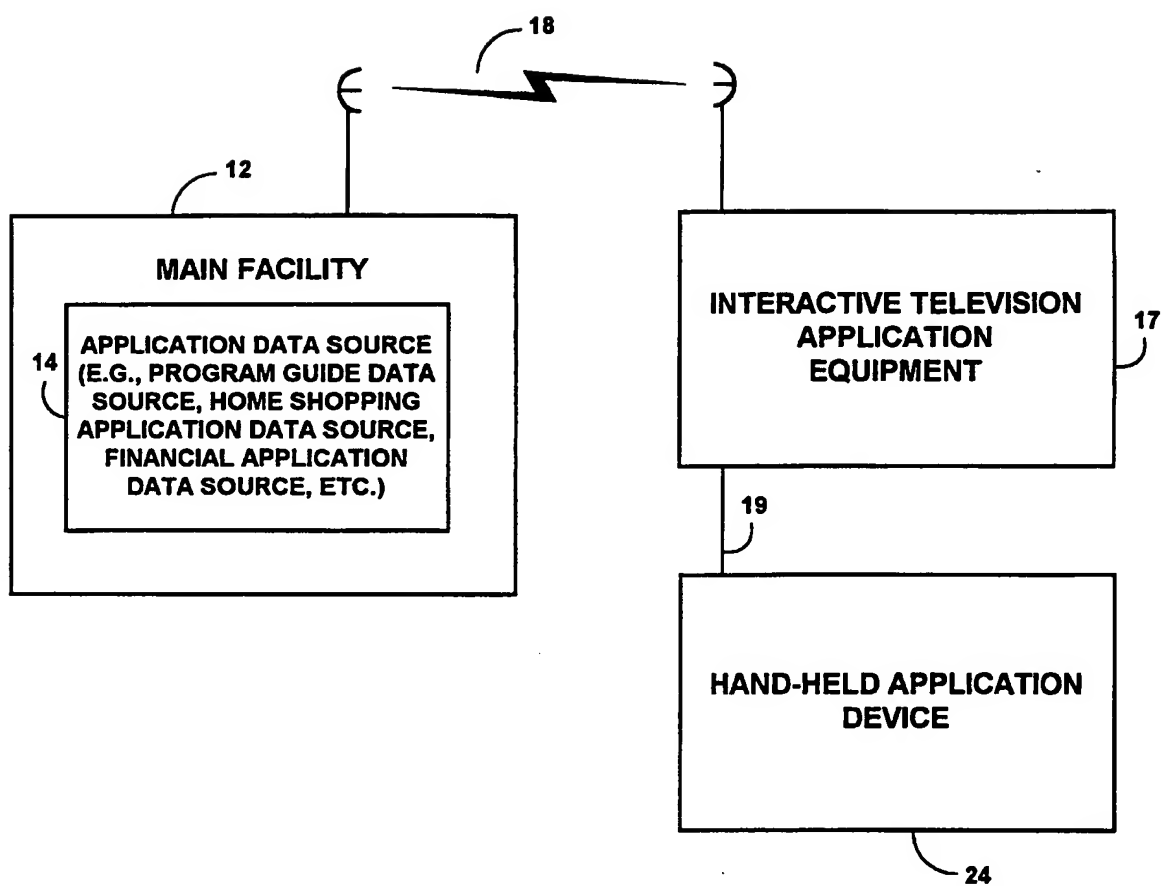 18
12
MAIN FACILITY
14
APPLICATION DATA SOURCE
(E.G., PROGRAM GUIDE DATA
SOURCE, HOME SHOPPING
APPLICATION DATA SOURCE,
FINANCIAL APPLICATION
DATA SOURCE, ETC.)
INTERACTIVE TELEVISION
APPLICATION
EQUIPMENT
17
19
HAND-HELD APPLICATION
DEVICE
24